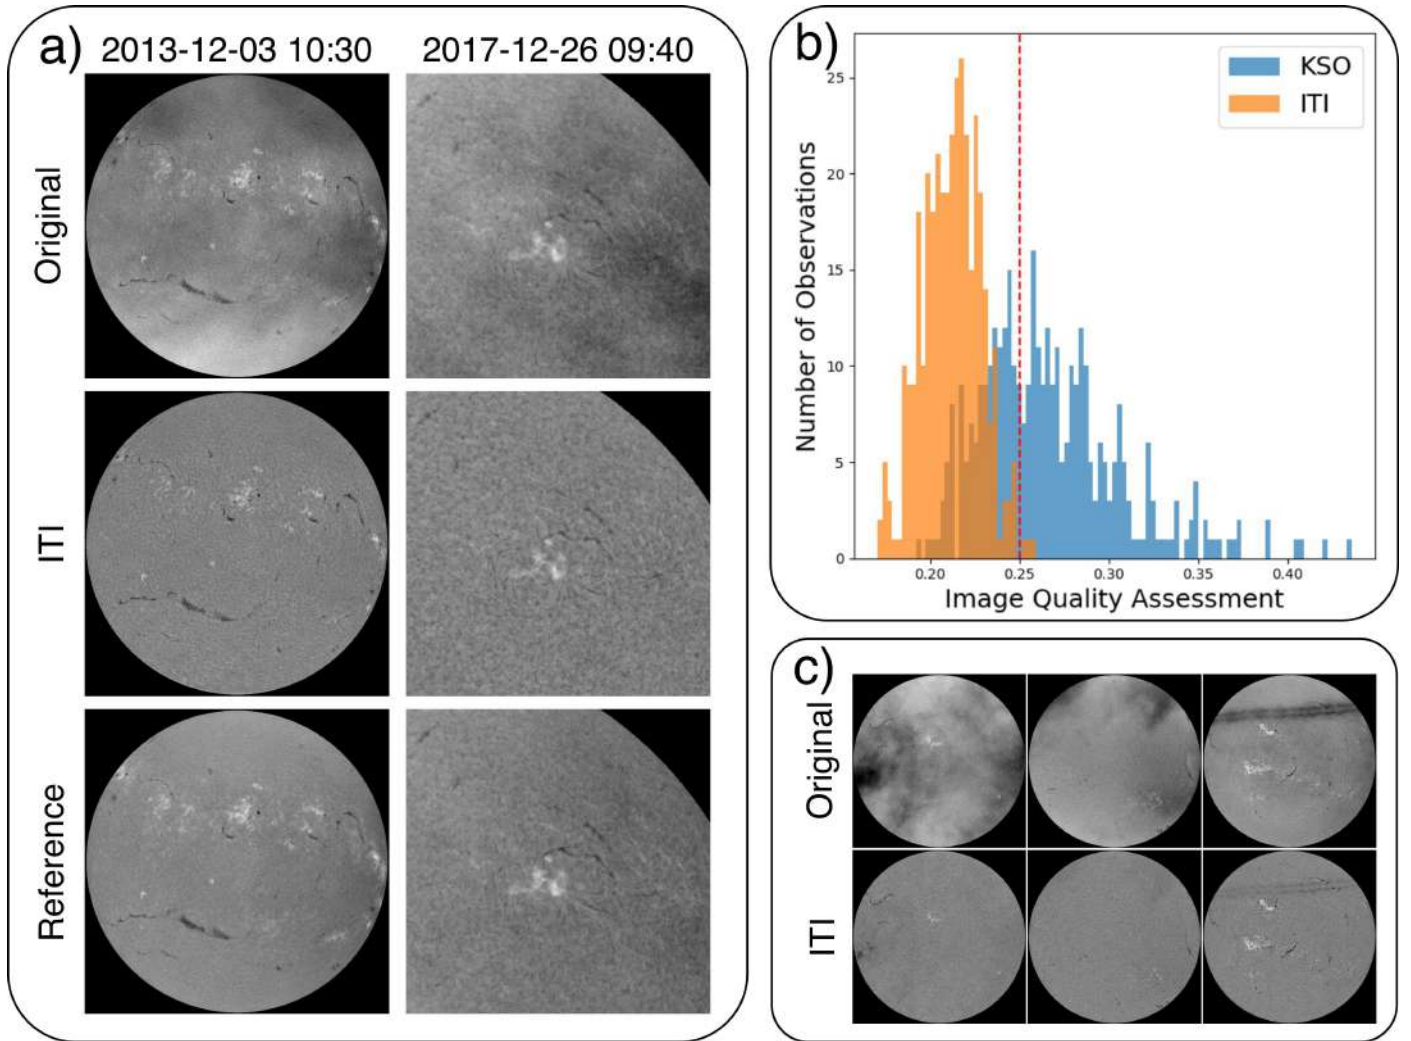 a)
2013-12-03 10:30
2017-12-26 09:40
Original
ITI
Reference
b)
KSO
ITI
Number of Observations
25
20
15
10
5
0
0.20
0.25
0.30
0.35
0.40
Image Quality Assessment
c)
Original
ITI